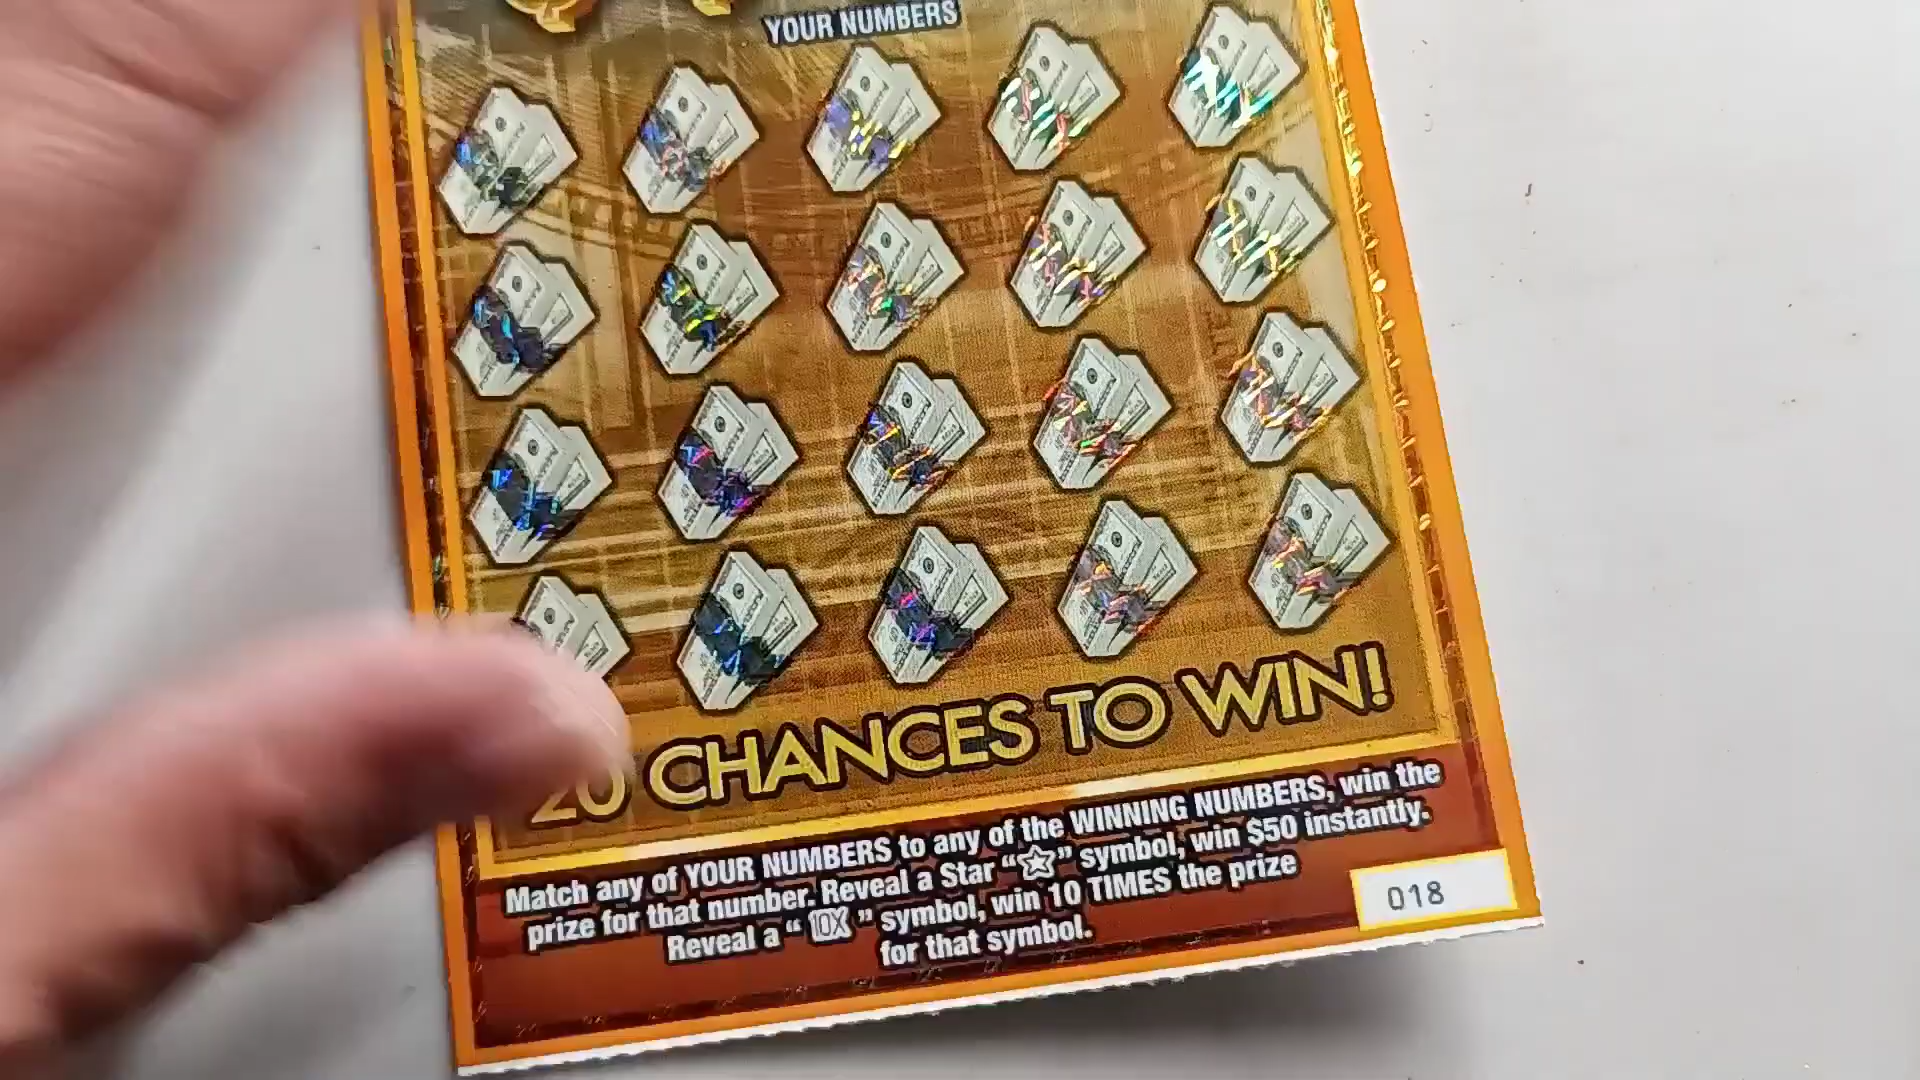 YOUR NUMBERS
20 CHANCES TO WIN!
Match any of YOUR NUMBERS to any of the WINNING NUMBERS, win the
prize for that number. Reveal a Star “☆” symbol, win $50 instantly.
Reveal a “10X” symbol, win 10 TIMES the prize
for that symbol.
018